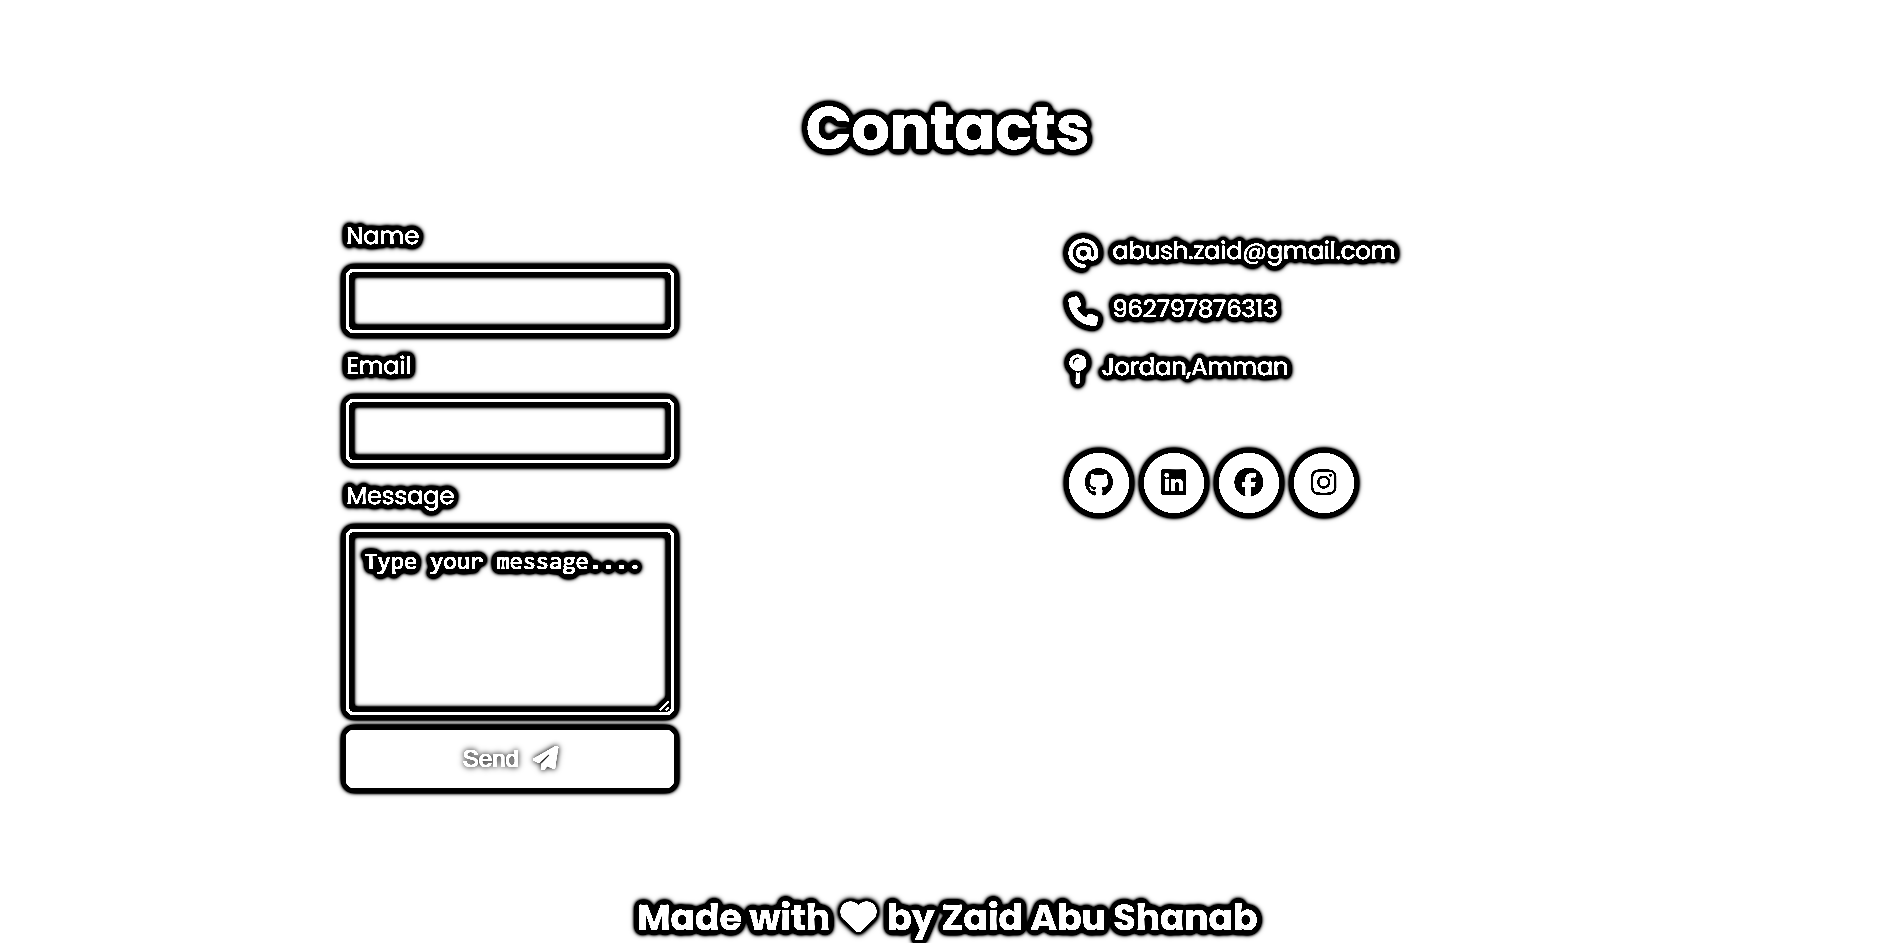 Contacts
Name
Email
Message
Type your message....
Send
abush.zaid@gmail.com
962797876313
Jordan,Amman
Made with by Zaid Abu Shanab